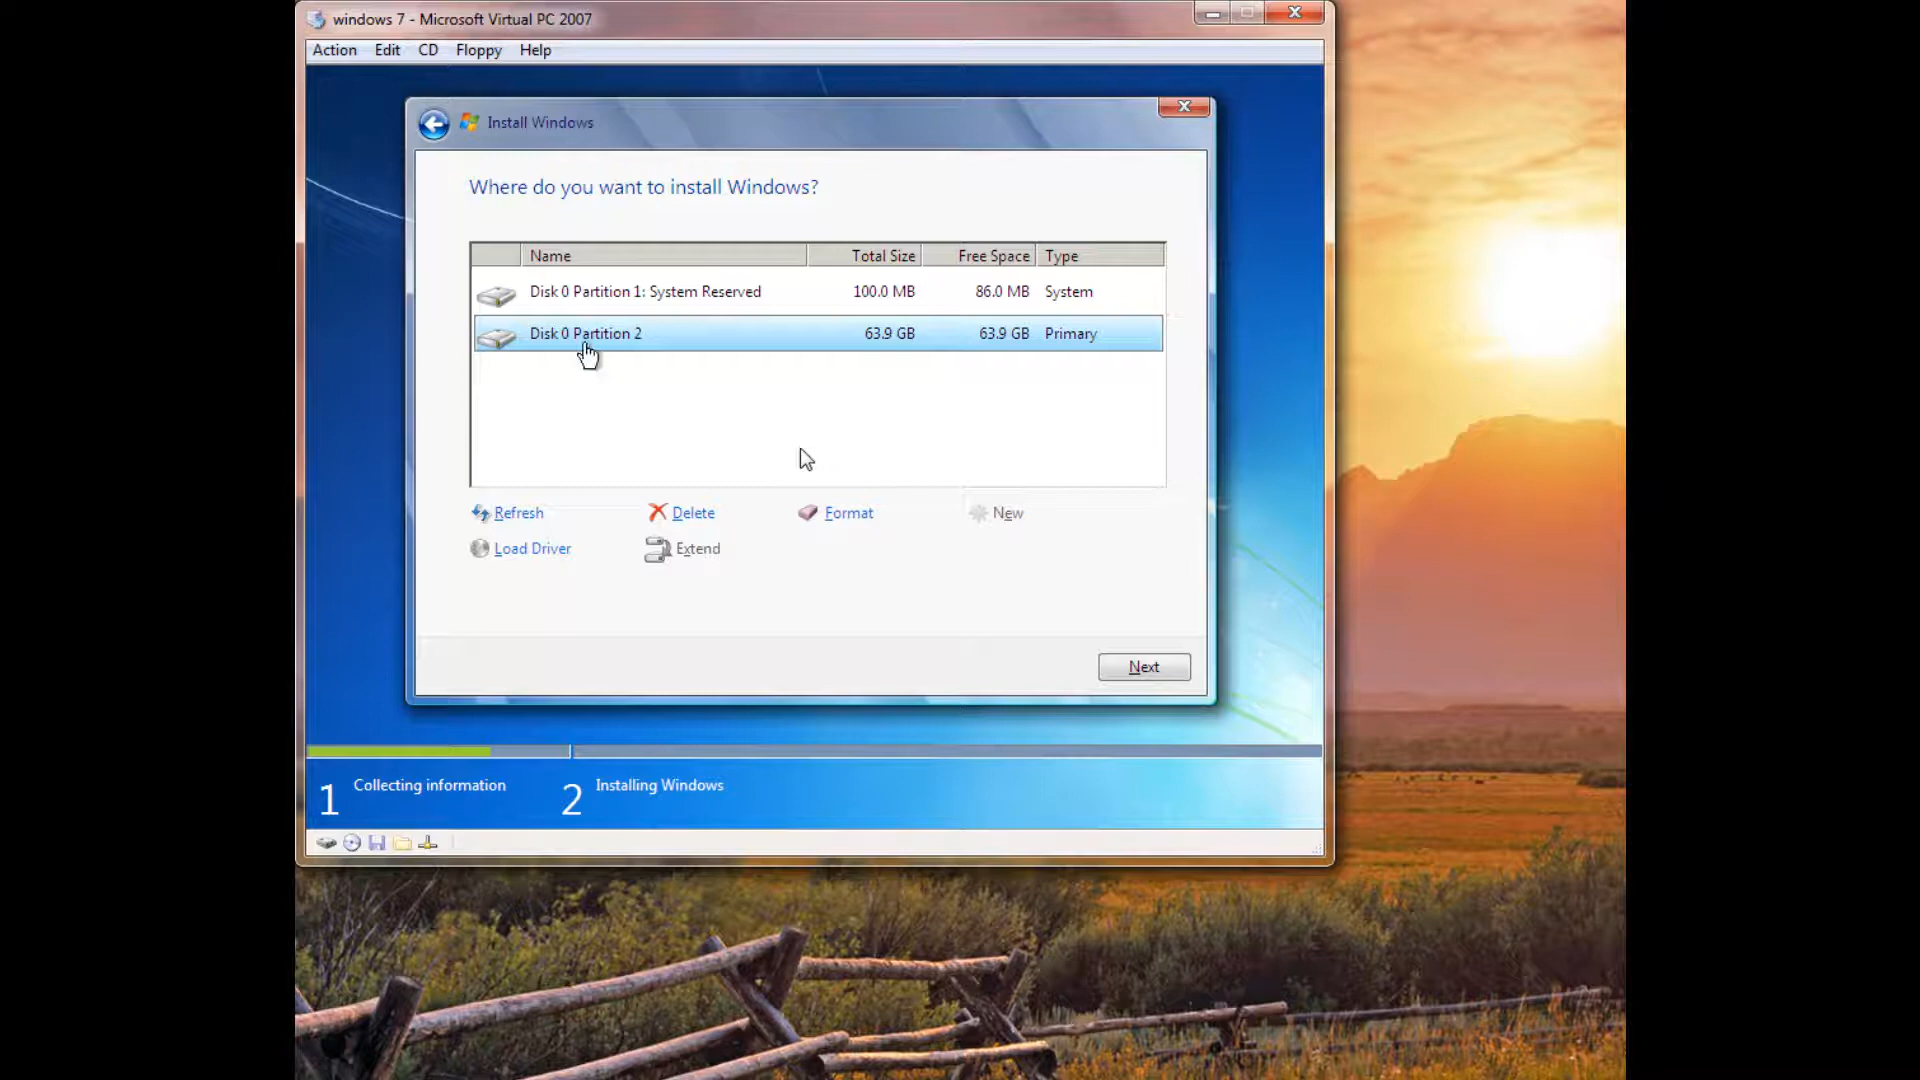 windows 7 - Microsoft Virtual PC 2007
Action Edit CD Floppy Help
Install Windows
Where do you want to install Windows?
Name Total Size Free Space Type
Disk 0 Partition 1: System Reserved 100.0 MB 86.0 MB System
Disk 0 Partition 2 63.9 GB 63.9 GB Primary
Refresh Delete Format New
Load Driver Extend
Next
1 Collecting information 2 Installing Windows